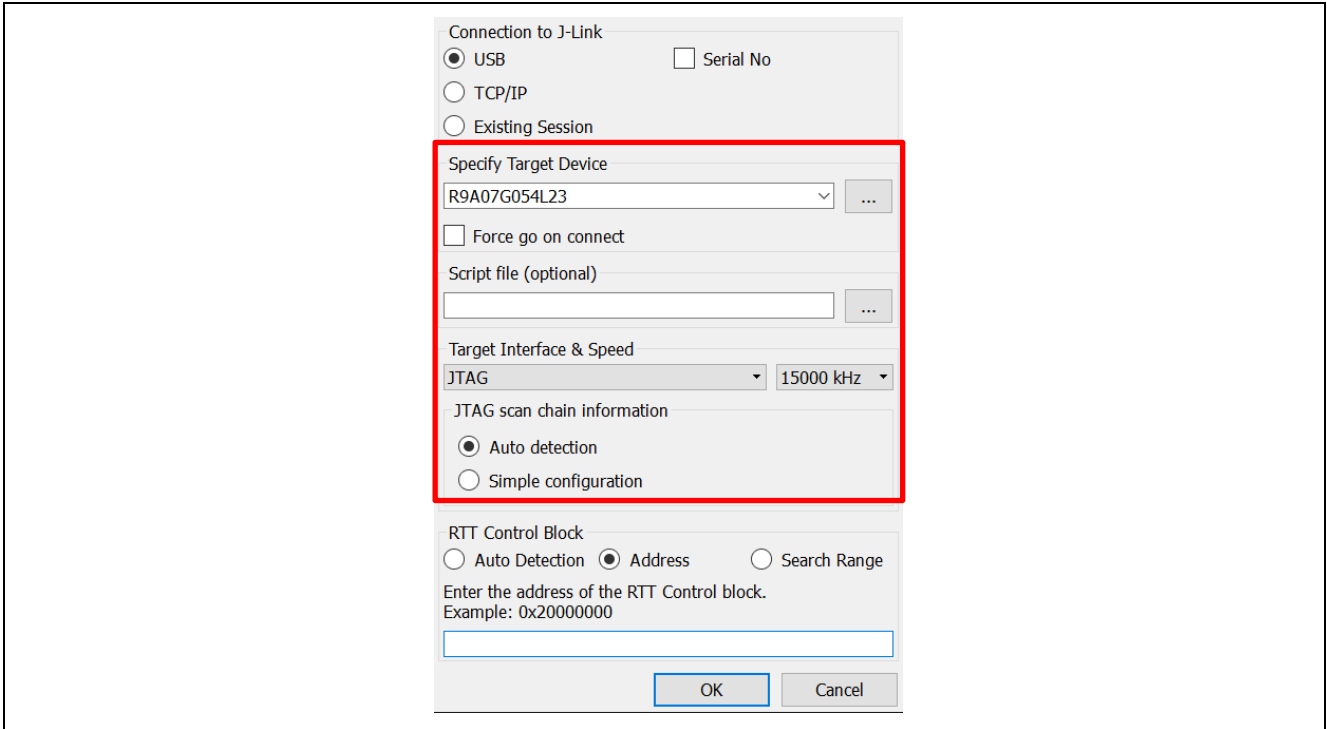 Connection to J-Link
USB Serial No
TCP/IP
Existing Session
Specify Target Device
R9A07G054L23 ...
Force go on connect
Script file (optional)
...
Target Interface & Speed
JTAG 15000 kHz
JTAG scan chain information
Auto detection
Simple configuration
RTT Control Block
Auto Detection Address Search Range
Enter the address of the RTT Control block.
Example: 0x20000000
OK Cancel